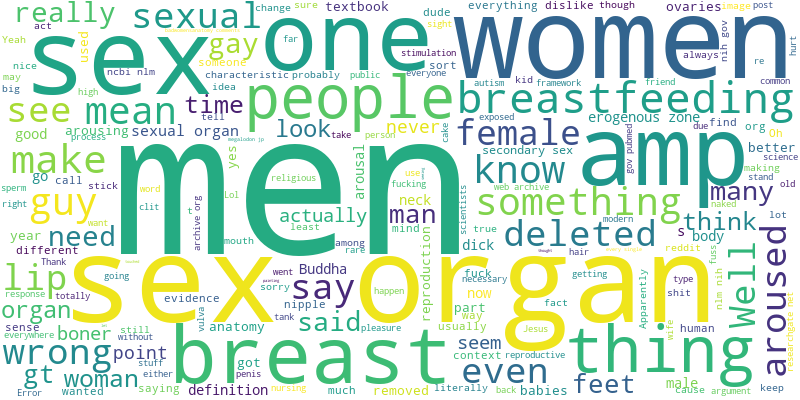 really sexual one women change sure textbook dislike though ovaries image post
Yeah act used dude everything sight always nih gov hurt
sex gay far stimulation re
ncbi nlm someone sort
nice characteristic probably public everyone autism kid framework friend common
may big high idea tell people breastfeeding
see mean time look never exposed erogenous zone due find org Oh
good arousing sexual organ take person cake female gov pubmed better science
process men megalodon jp secondary sex amp making
make yes arousal know stand old
go call stick religious use web archive many naked
sperm Lol fucking scientists
right word clit neck something modern want
guy r actually man true deleted think lot
year need archive org least mind dick s body
different mouth among rare reproduction hair reddit
Thank going sex organ thought fuss
lip totally went Buddha fuck necessary getting type Well aroused
response evidence sorry say happen now fact shit nlm nih
organ vulva tank nipple part Apparently wife
sense boner anatomy said pleasure way Jesus thing human researchgate net
everywhere still without usually
wrong point breast seem context reproductive
stuff got even feet male
gt woman either penis literally back babies cause argument
Error wanted saying definition nursing much removed keep